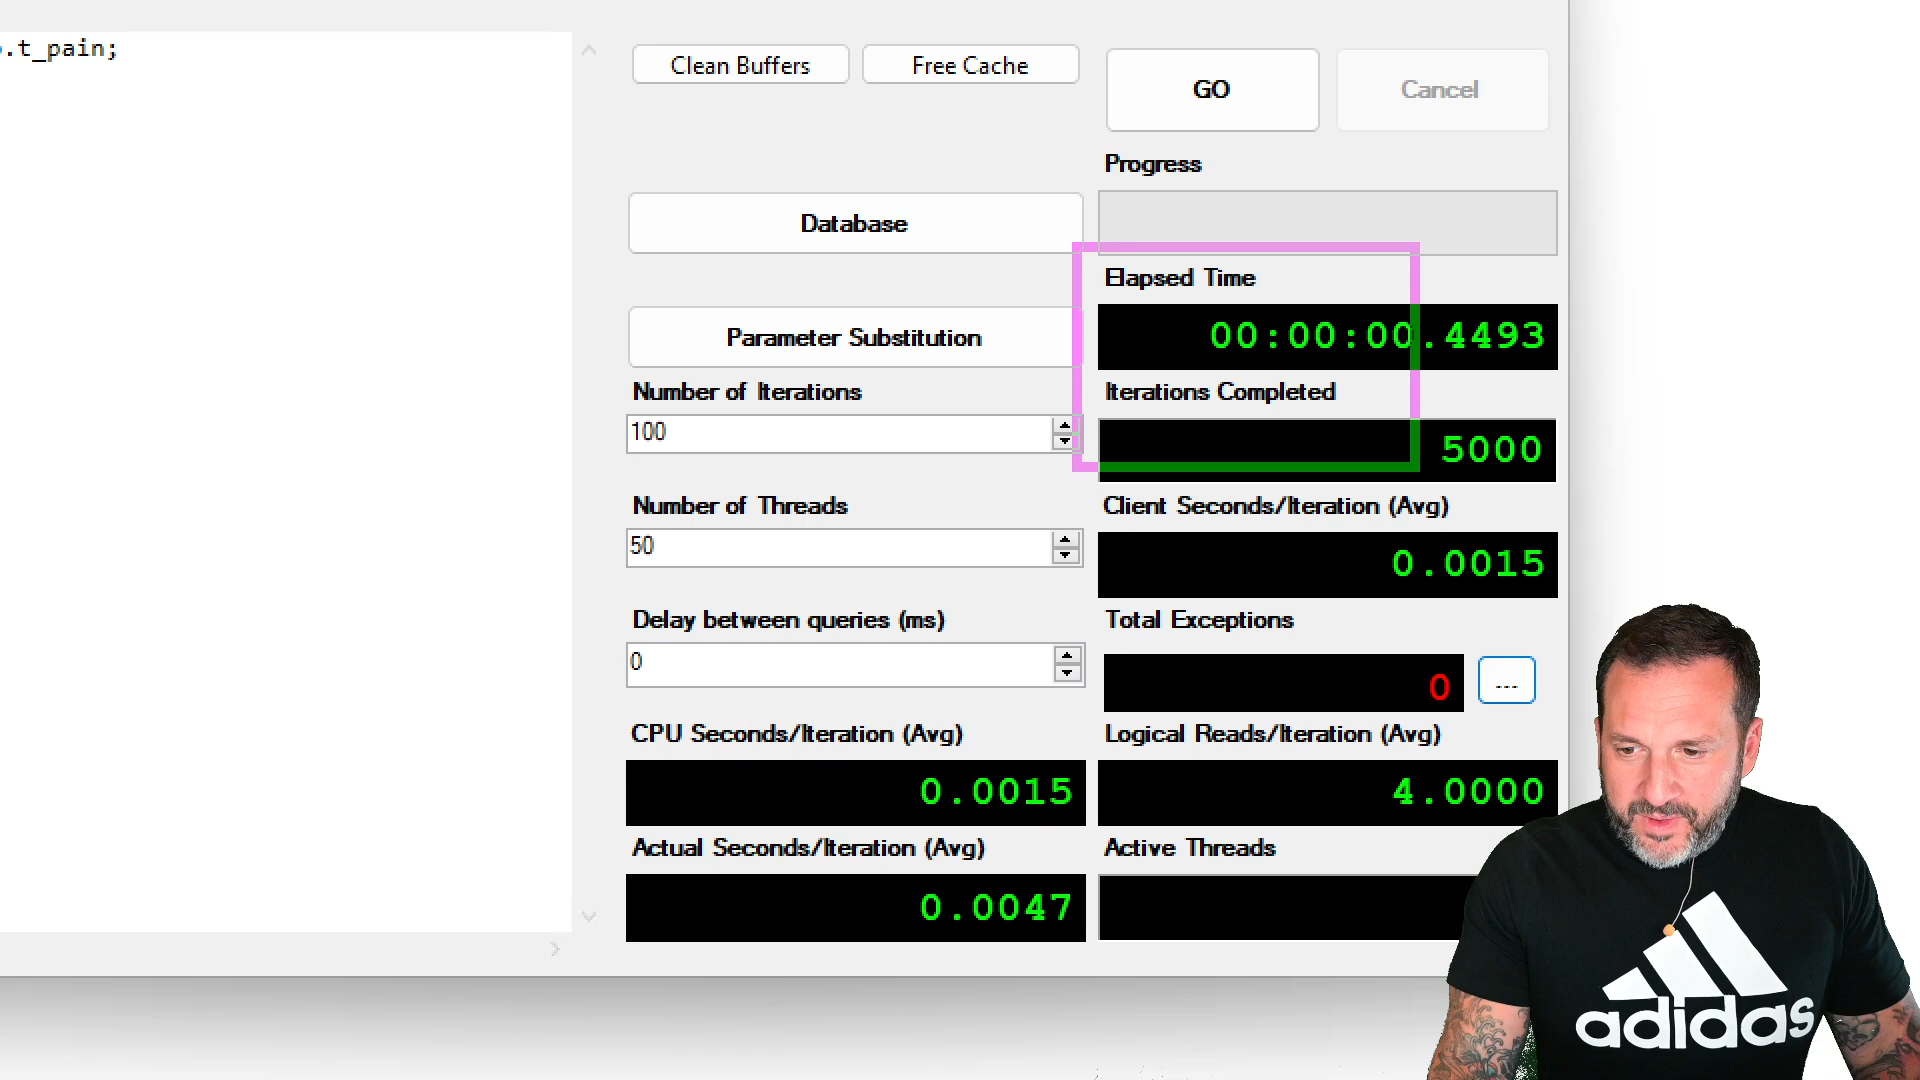 .t_pain;
Clean Buffers
Free Cache
GO
Cancel
Progress
Database
Elapsed Time
00:00:00.4493
Parameter Substitution
Number of Iterations
Iterations Completed
100
5000
Number of Threads
Client Seconds/Iteration (Avg)
50
0.0015
Delay between queries (ms)
Total Exceptions
0
0
...
CPU Seconds/Iteration (Avg)
Logical Reads/Iteration (Avg)
0.0015
4.0000
Actual Seconds/Iteration (Avg)
Active Threads
0.0047
adidas